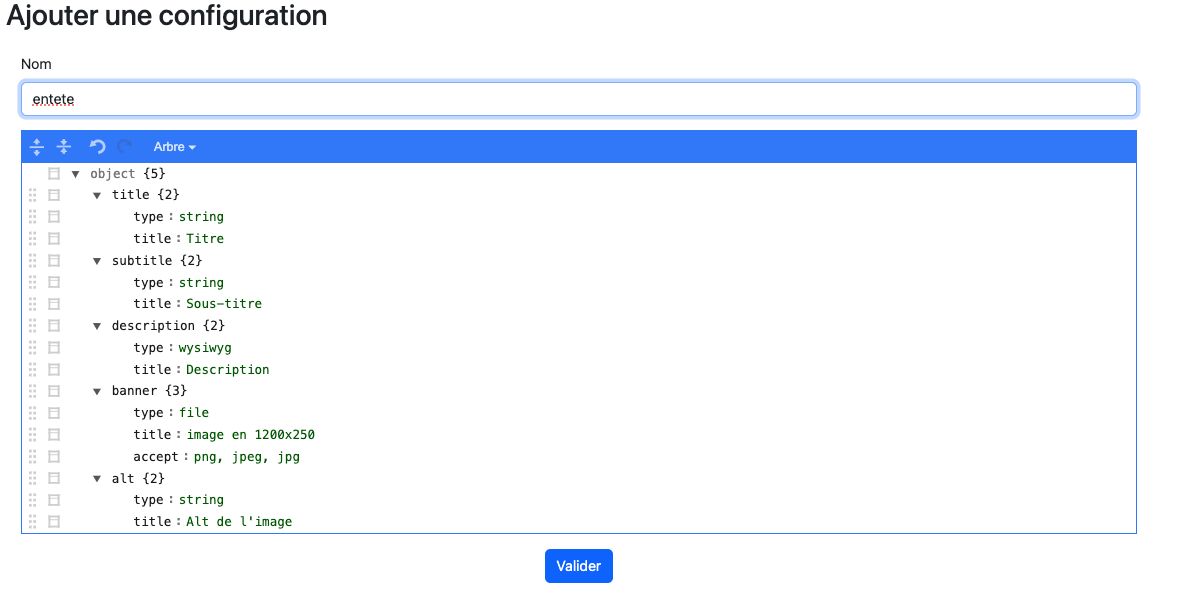 Ajouter une configuration
Nom
entete
Arbre
object {5}
title {2}
type : string
title : Titre
subtitle {2}
type : string
title : Sous-titre
description {2}
type : wysiwyg
title : Description
banner {3}
type : file
title : image en 1200x250
accept : png, jpeg, jpg
alt {2}
type : string
title : Alt de l'image
Valider